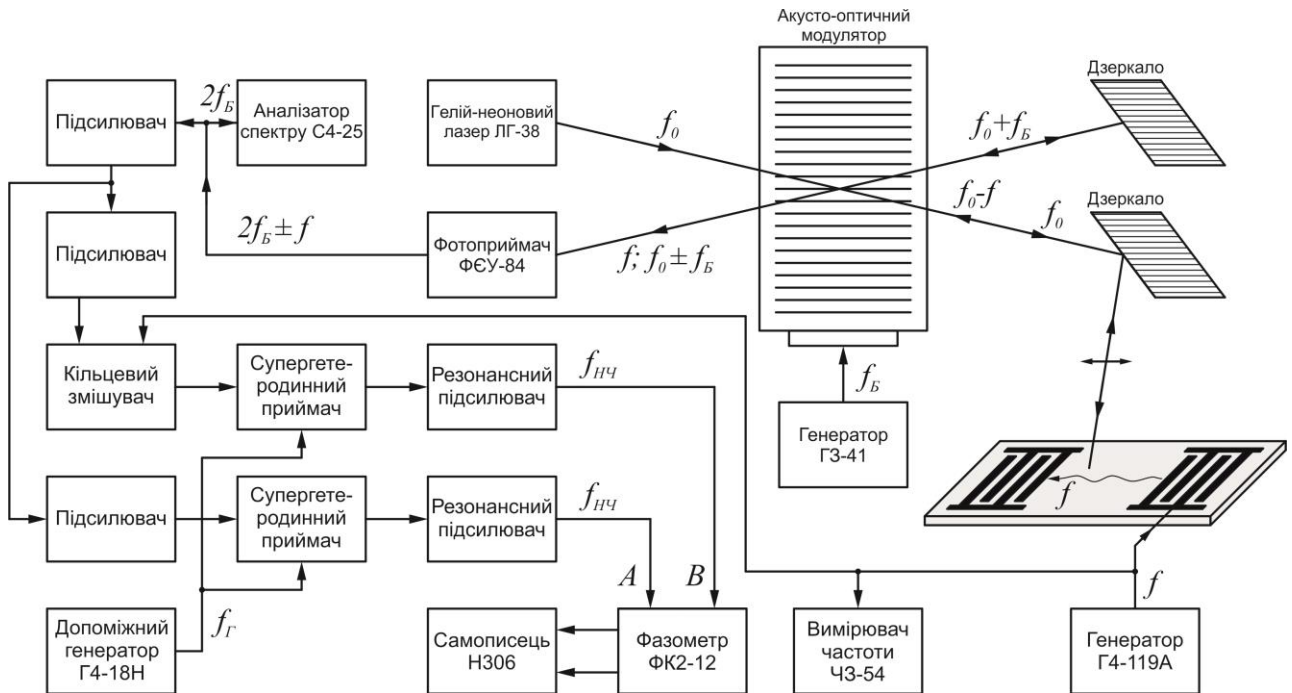 Акусто-оптичний
модулятор
Дзеркало
Підсилювач
2f_Б
Аналізатор
спектру С4-25
Гелій-неоновий
лазер ЛГ-38
f_0
f_0+f_Б
Дзеркало
f_0-f
f_0
Підсилювач
2f_Б ± f
Фотоприймач
ФЄУ-84
f; f_0 ± f_Б
Кільцевий
змішувач
Супергете-
родинний
приймач
Резонансний
підсилювач
f_НЧ
f_Б
Генератор
ГЗ-41
f
Підсилювач
Супергете-
родинний
приймач
Резонансний
підсилювач
f_НЧ
A
B
f
Допоміжний
генератор
Г4-18Н
f_Г
Самописець
Н306
Фазометр
ФК2-12
Вимірювач
частоти
ЧЗ-54
Генератор
Г4-119А